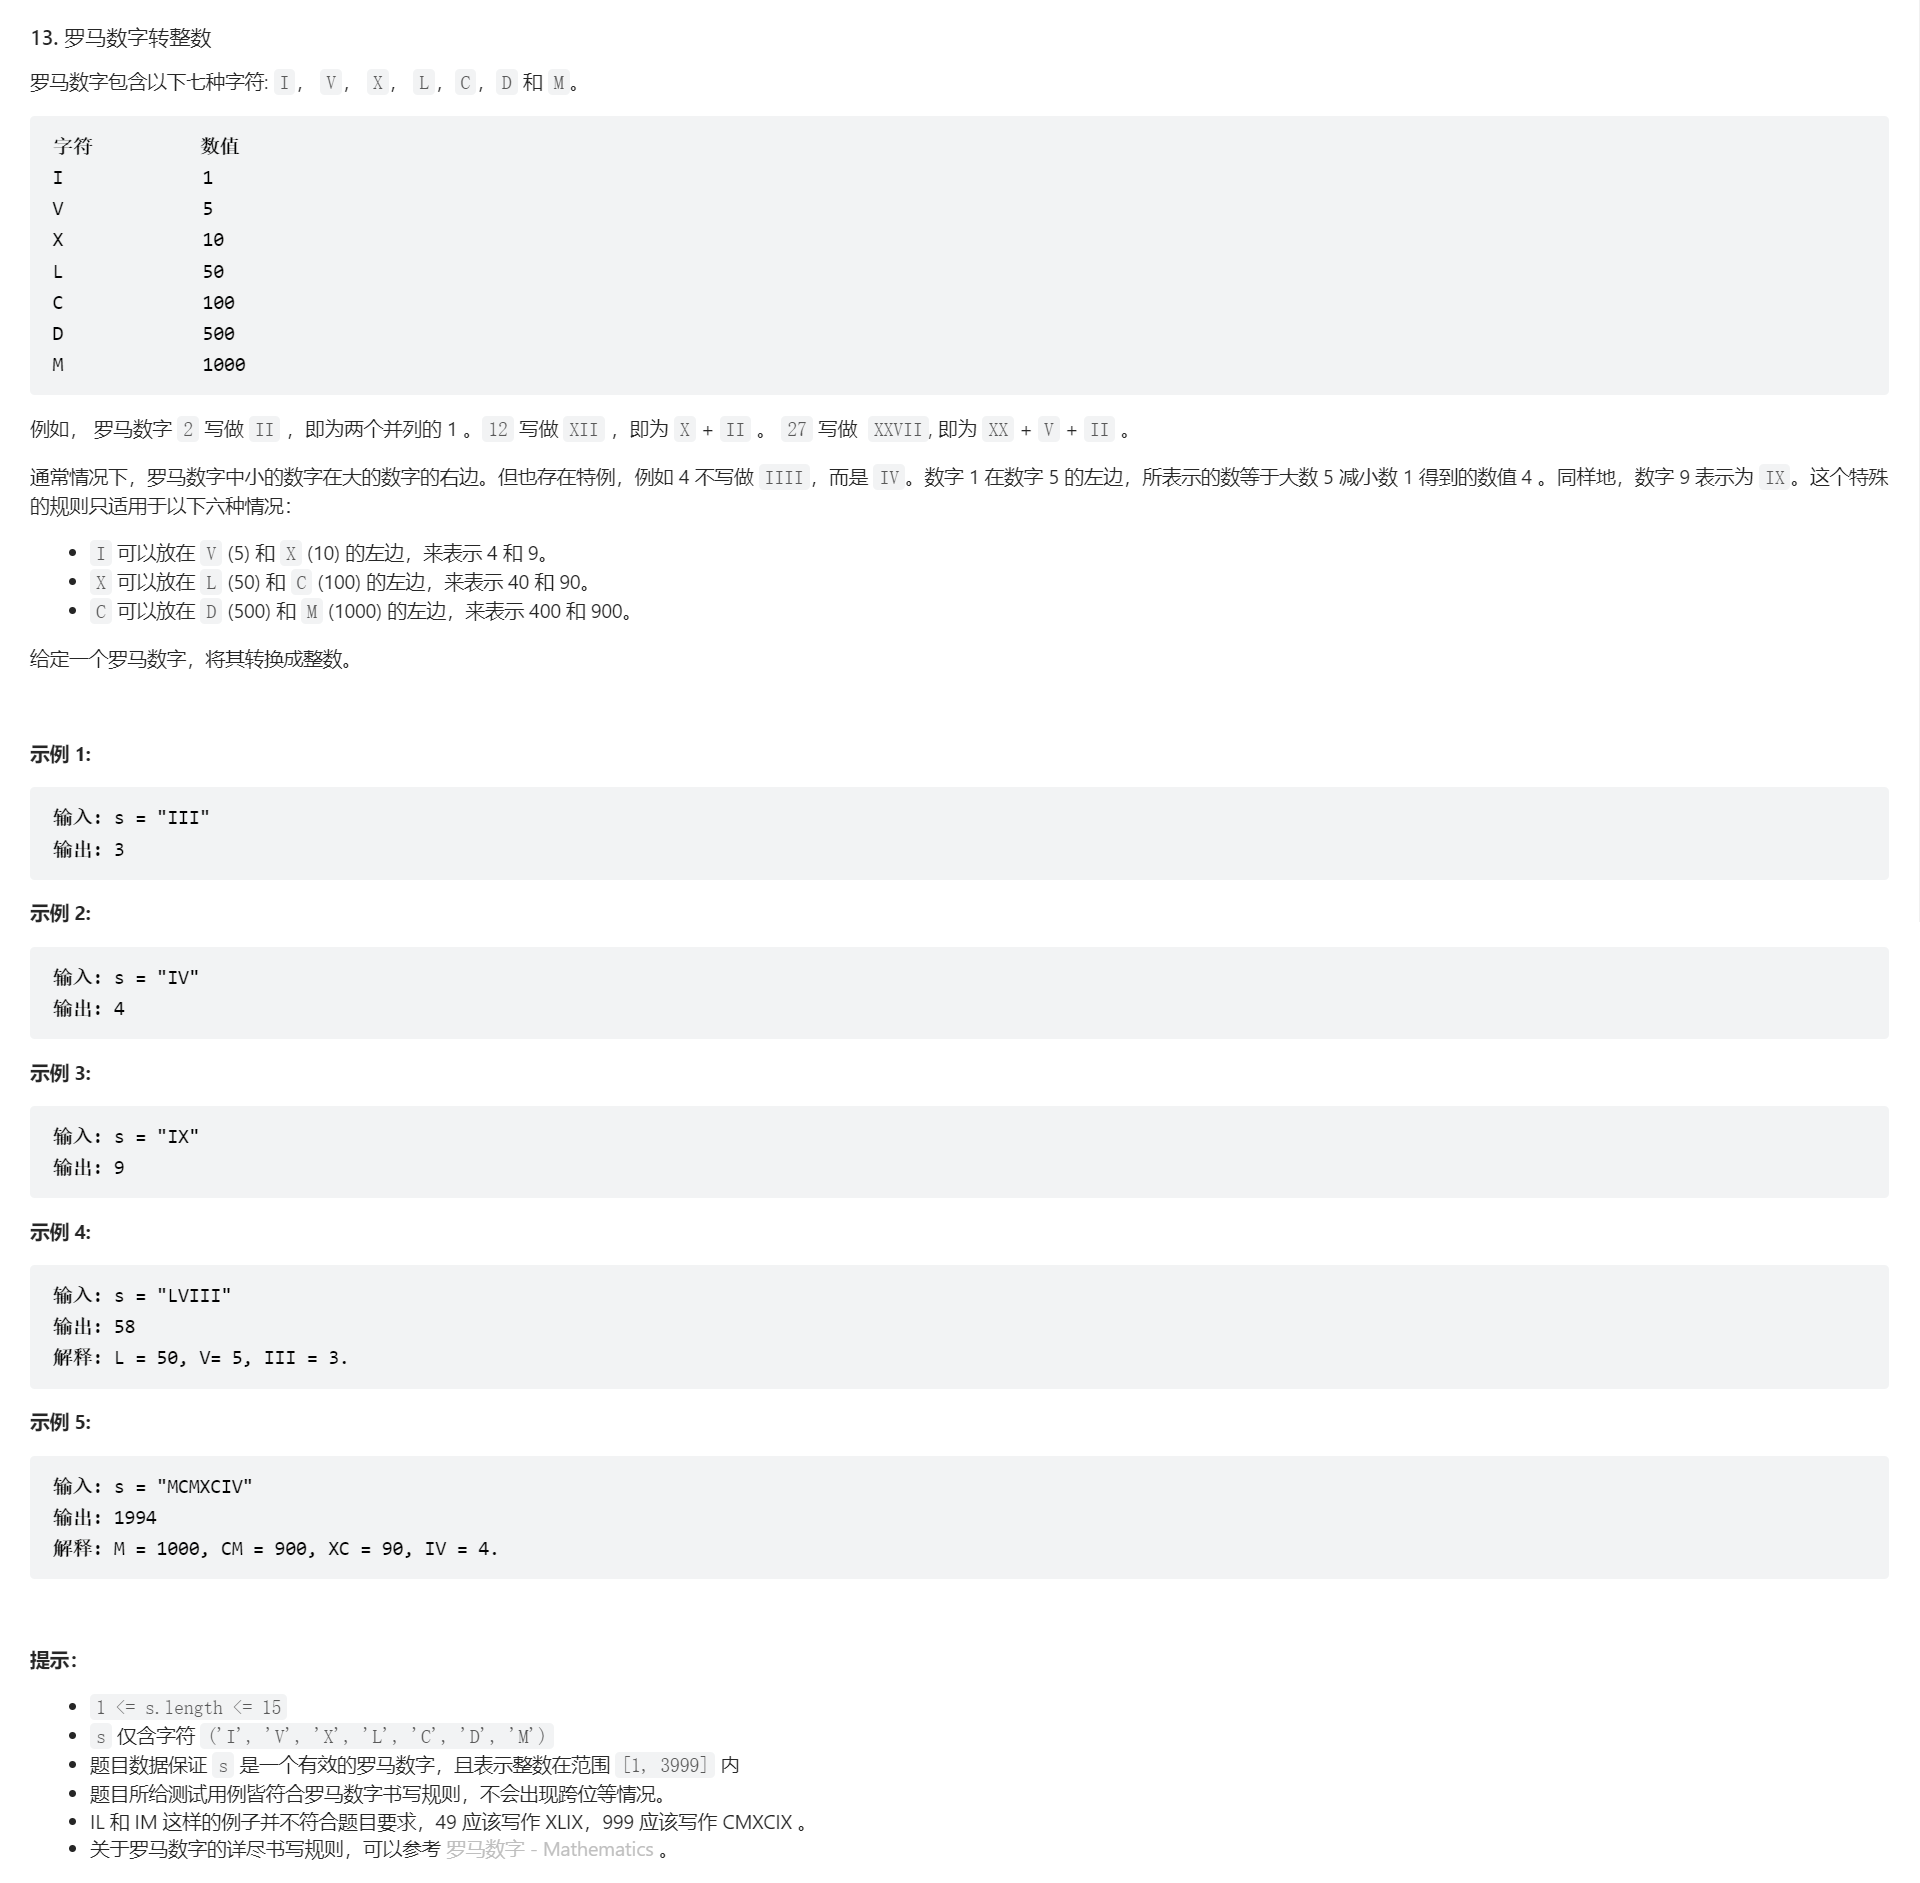 13. 罗马数字转整数
罗马数字包含以下七种字符: I， V， X， L，C，D 和 M。
字符 数值
I 1
V 5
X 10
L 50
C 100
D 500
M 1000
例如， 罗马数字 2 写做 II ，即为两个并列的 1 。12 写做 XII ，即为 X + II 。 27 写做 XXVII, 即为 XX + V + II 。
通常情况下，罗马数字中小的数字在大的数字的右边。但也存在特例，例如 4 不写做 IIII，而是 IV。数字 1 在数字 5 的左边，所表示的数等于大数 5 减小数 1 得到的数值 4 。同样地，数字 9 表示为 IX。这个特殊
的规则只适用于以下六种情况：
• I 可以放在 V (5) 和 X (10) 的左边，来表示 4 和 9。
• X 可以放在 L (50) 和 C (100) 的左边，来表示 40 和 90。
• C 可以放在 D (500) 和 M (1000) 的左边，来表示 400 和 900。
给定一个罗马数字，将其转换成整数。
示例 1:
输入: s = "III"
输出: 3
示例 2:
输入: s = "IV"
输出: 4
示例 3:
输入: s = "IX"
输出: 9
示例 4:
输入: s = "LVIII"
输出: 58
解释: L = 50, V= 5, III = 3.
示例 5:
输入: s = "MCMXCIV"
输出: 1994
解释: M = 1000, CM = 900, XC = 90, IV = 4.
提示：
• 1 <= s.length <= 15
• s 仅含字符 ('I', 'V', 'X', 'L', 'C', 'D', 'M')
• 题目数据保证 s 是一个有效的罗马数字，且表示整数在范围 [1, 3999] 内
• 题目所给测试用例皆符合罗马数字书写规则，不会出现跨位等情况。
• IL 和 IM 这样的例子并不符合题目要求，49 应该写作 XLIX，999 应该写作 CMXCIX 。
• 关于罗马数字的详尽书写规则，可以参考 罗马数字 - Mathematics 。